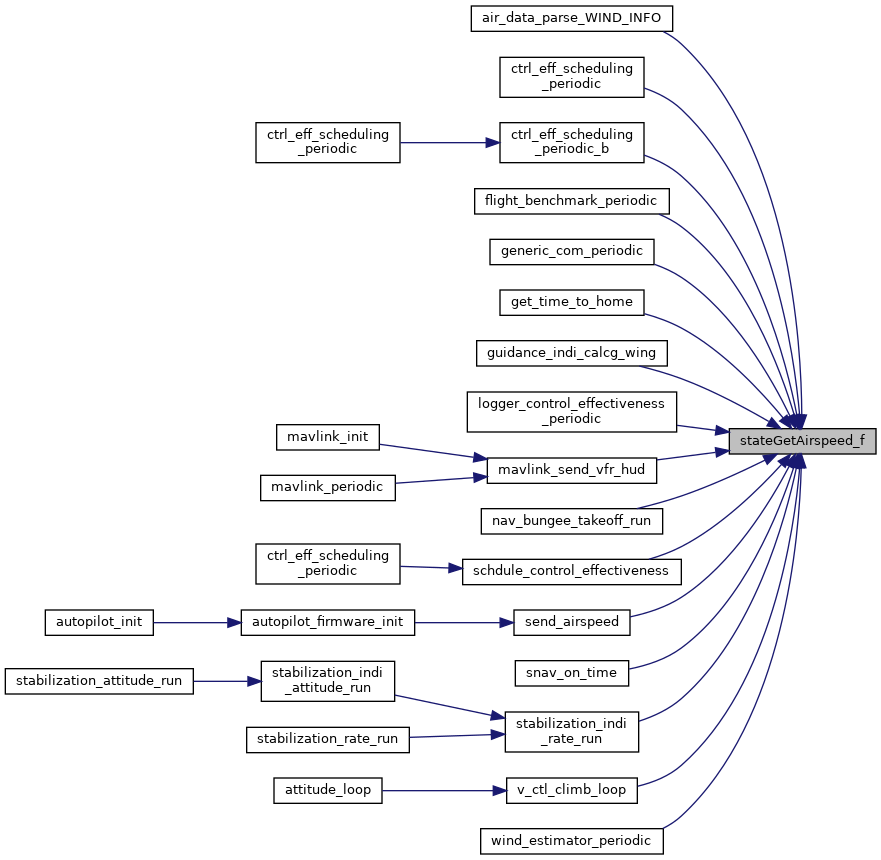 air_data_parse_WIND_INFO
ctrl_eff_scheduling
_periodic
ctrl_eff_scheduling
_periodic
ctrl_eff_scheduling
_periodic_b
flight_benchmark_periodic
generic_com_periodic
get_time_to_home
guidance_indi_calcg_wing
logger_control_effectiveness
_periodic
stateGetAirspeed_f
mavlink_init
mavlink_send_vfr_hud
mavlink_periodic
nav_bungee_takeoff_run
ctrl_eff_scheduling
_periodic
schdule_control_effectiveness
autopilot_init
autopilot_firmware_init
send_airspeed
snav_on_time
stabilization_attitude_run
stabilization_indi
_attitude_run
stabilization_indi
_rate_run
stabilization_rate_run
attitude_loop
v_ctl_climb_loop
wind_estimator_periodic